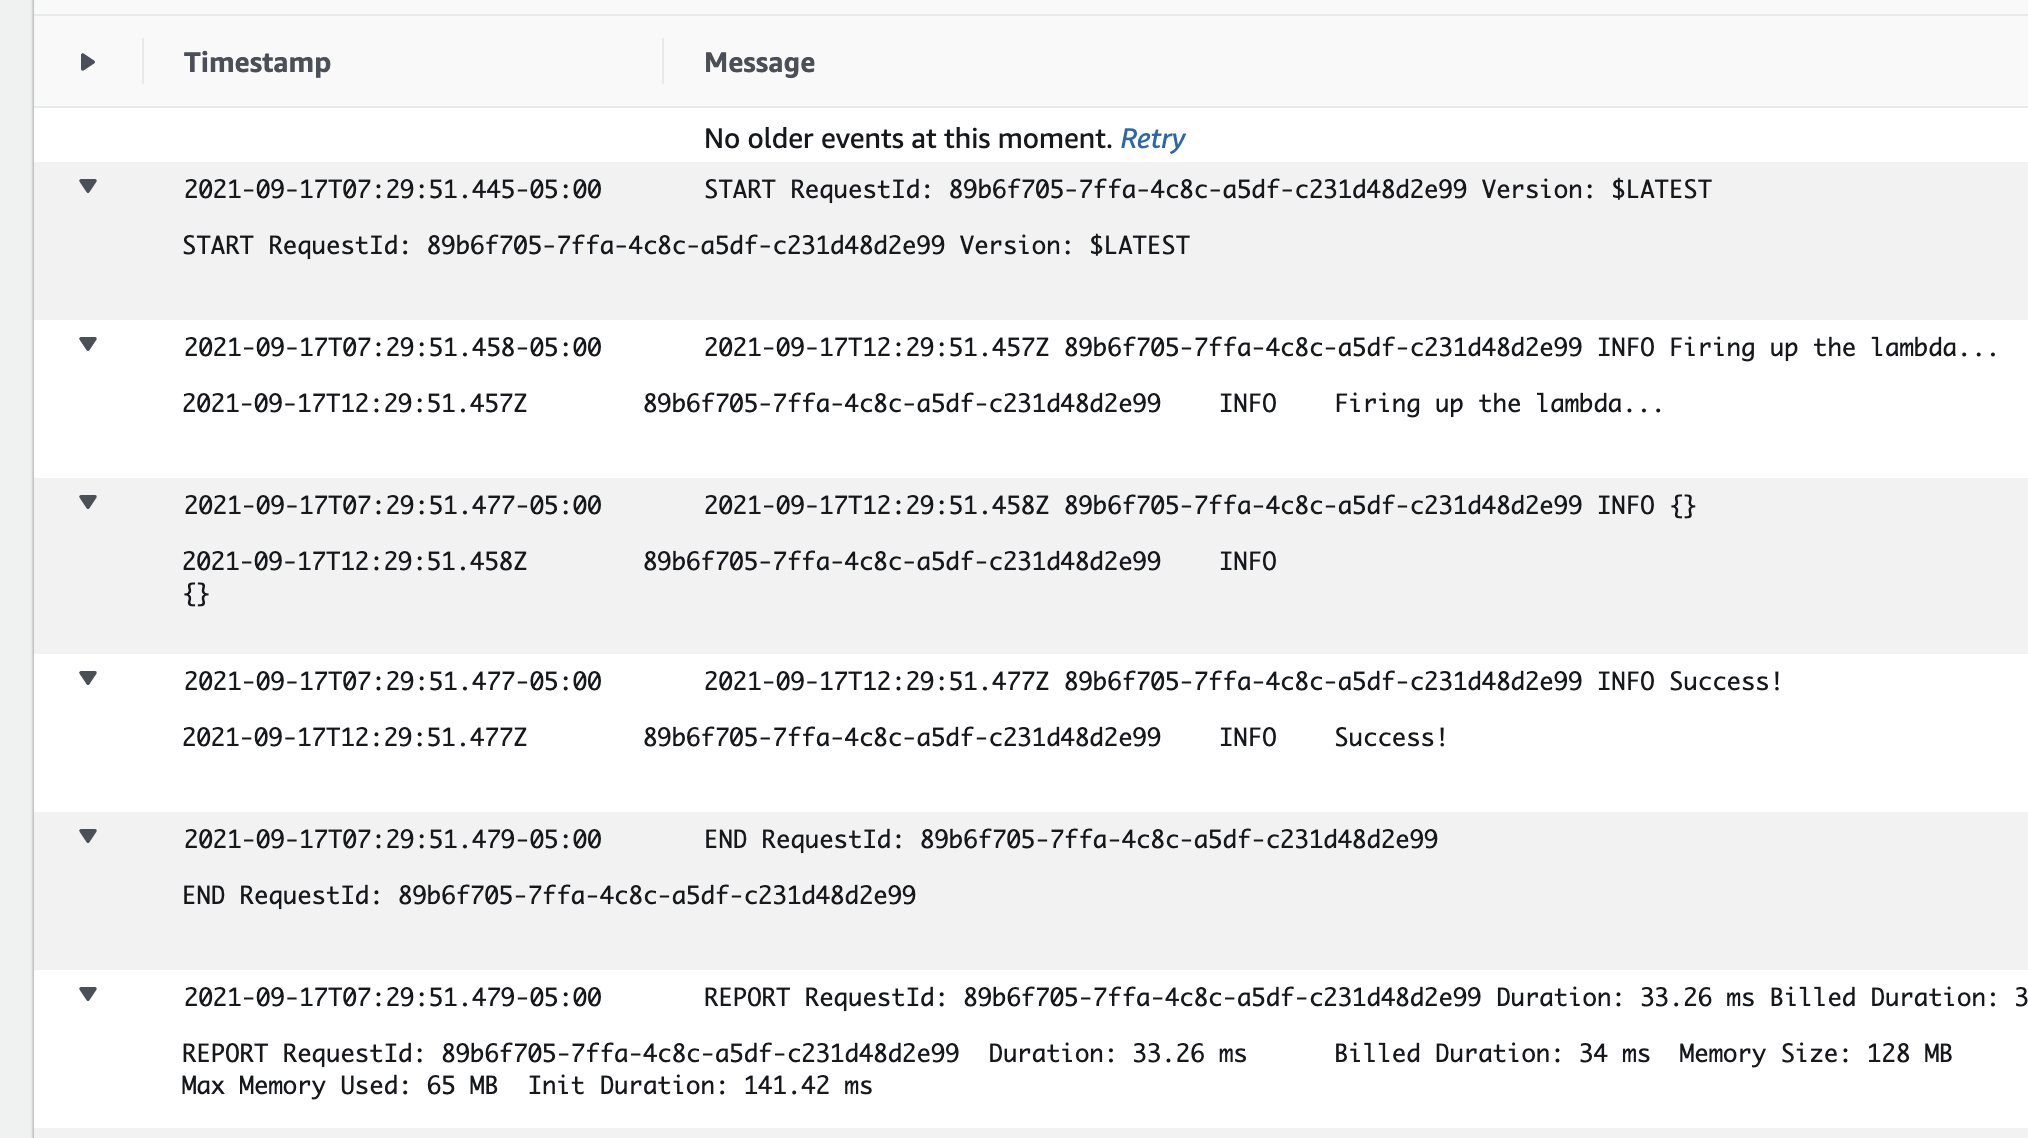 Timestamp Message
No older events at this moment. Retry
2021-09-17T07:29:51.445-05:00 START RequestId: 89b6f705-7ffa-4c8c-a5df-c231d48d2e99 Version: $LATEST
START RequestId: 89b6f705-7ffa-4c8c-a5df-c231d48d2e99 Version: $LATEST
2021-09-17T07:29:51.458-05:00 2021-09-17T12:29:51.457Z 89b6f705-7ffa-4c8c-a5df-c231d48d2e99 INFO Firing up the lambda...
2021-09-17T12:29:51.457Z 89b6f705-7ffa-4c8c-a5df-c231d48d2e99 INFO Firing up the lambda...
2021-09-17T07:29:51.477-05:00 2021-09-17T12:29:51.458Z 89b6f705-7ffa-4c8c-a5df-c231d48d2e99 INFO {}
2021-09-17T12:29:51.458Z 89b6f705-7ffa-4c8c-a5df-c231d48d2e99 INFO
{}
2021-09-17T07:29:51.477-05:00 2021-09-17T12:29:51.477Z 89b6f705-7ffa-4c8c-a5df-c231d48d2e99 INFO Success!
2021-09-17T12:29:51.477Z 89b6f705-7ffa-4c8c-a5df-c231d48d2e99 INFO Success!
2021-09-17T07:29:51.479-05:00 END RequestId: 89b6f705-7ffa-4c8c-a5df-c231d48d2e99
END RequestId: 89b6f705-7ffa-4c8c-a5df-c231d48d2e99
2021-09-17T07:29:51.479-05:00 REPORT RequestId: 89b6f705-7ffa-4c8c-a5df-c231d48d2e99 Duration: 33.26 ms Billed Duration: 3
REPORT RequestId: 89b6f705-7ffa-4c8c-a5df-c231d48d2e99 Duration: 33.26 ms Billed Duration: 34 ms Memory Size: 128 MB
Max Memory Used: 65 MB Init Duration: 141.42 ms